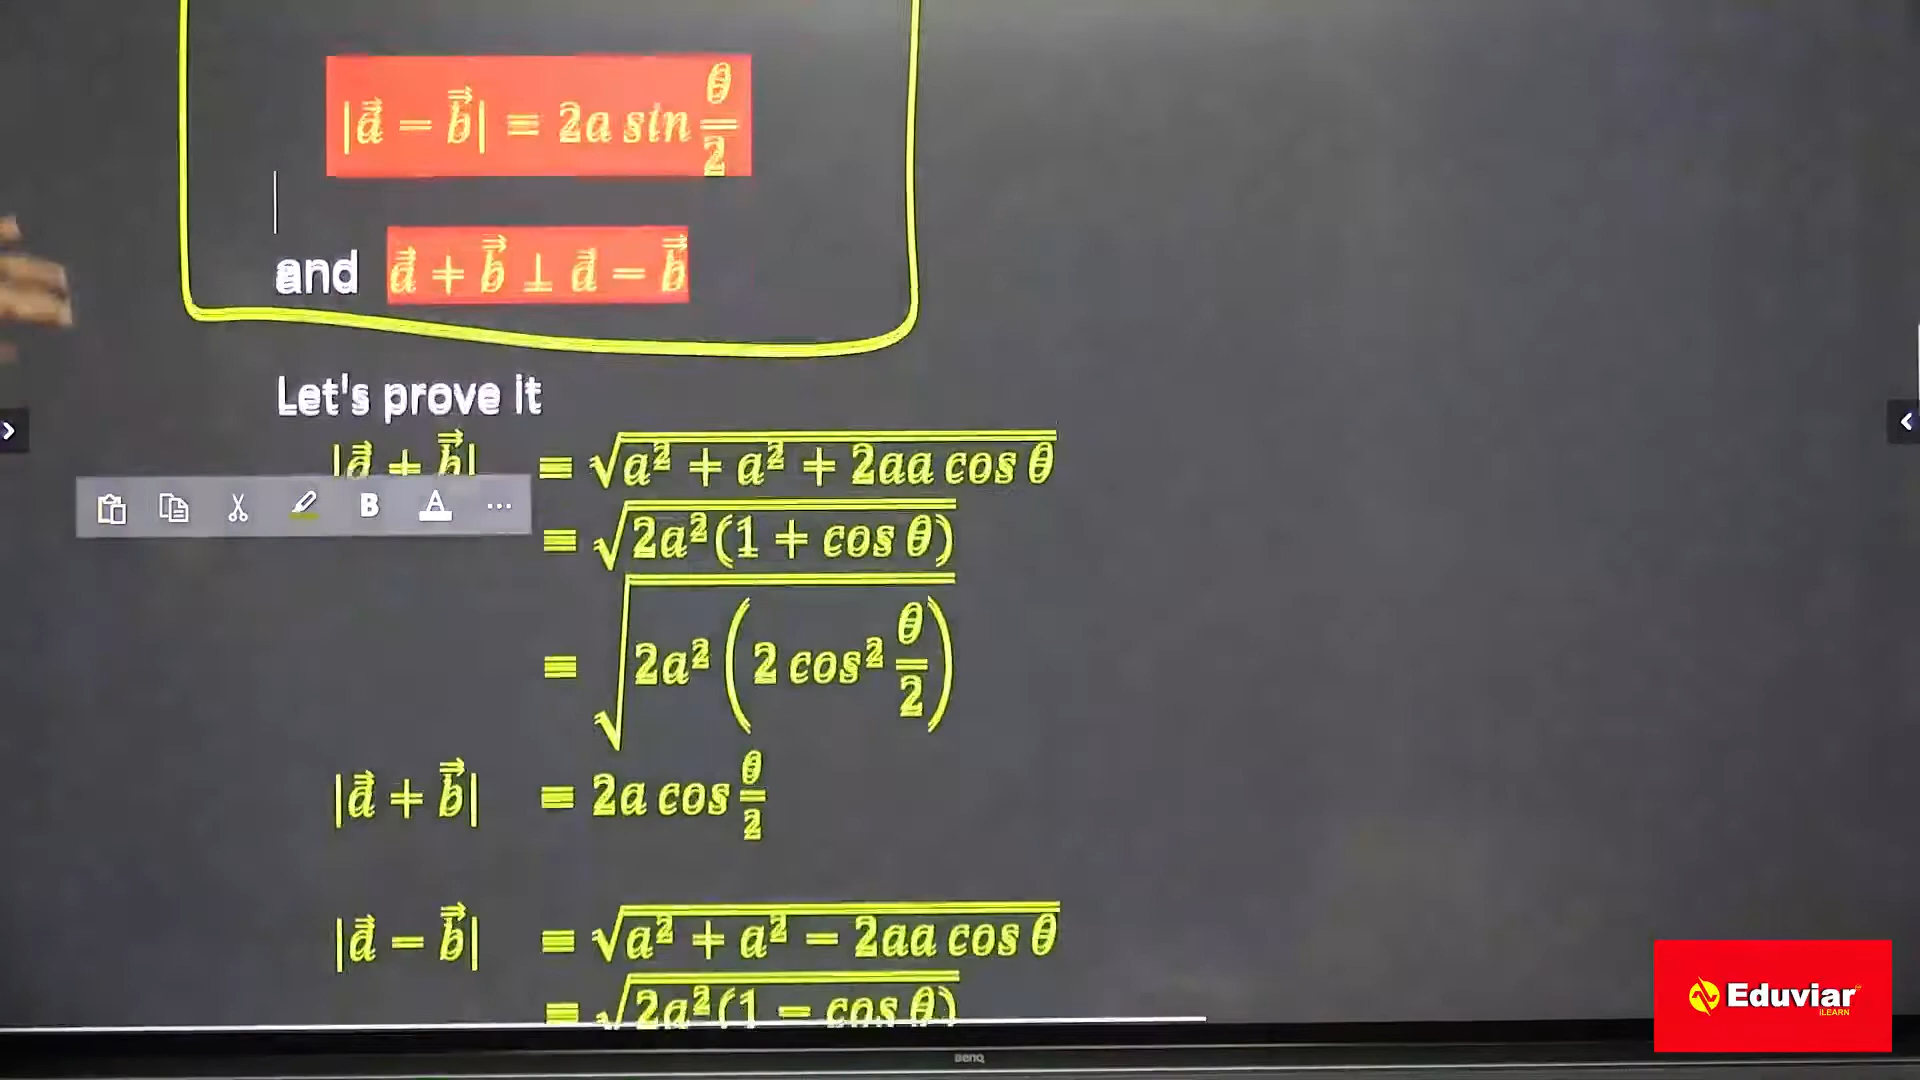 |a⃗ − b⃗| = 2a sin θ/2
and a⃗ + b⃗ ⊥ a⃗ − b⃗
Let's prove it
|a⃗ + b⃗| = √(a² + a² + 2aa cos θ)
= √(2a²(1 + cos θ))
= √(2a²(2 cos² θ/2))
|a⃗ + b⃗| = 2a cos θ/2
|a⃗ − b⃗| = √(a² + a² − 2aa cos θ)
= √(2a²(1 − cos θ))
B A ...
Eduviar
iLEARN
BenQ